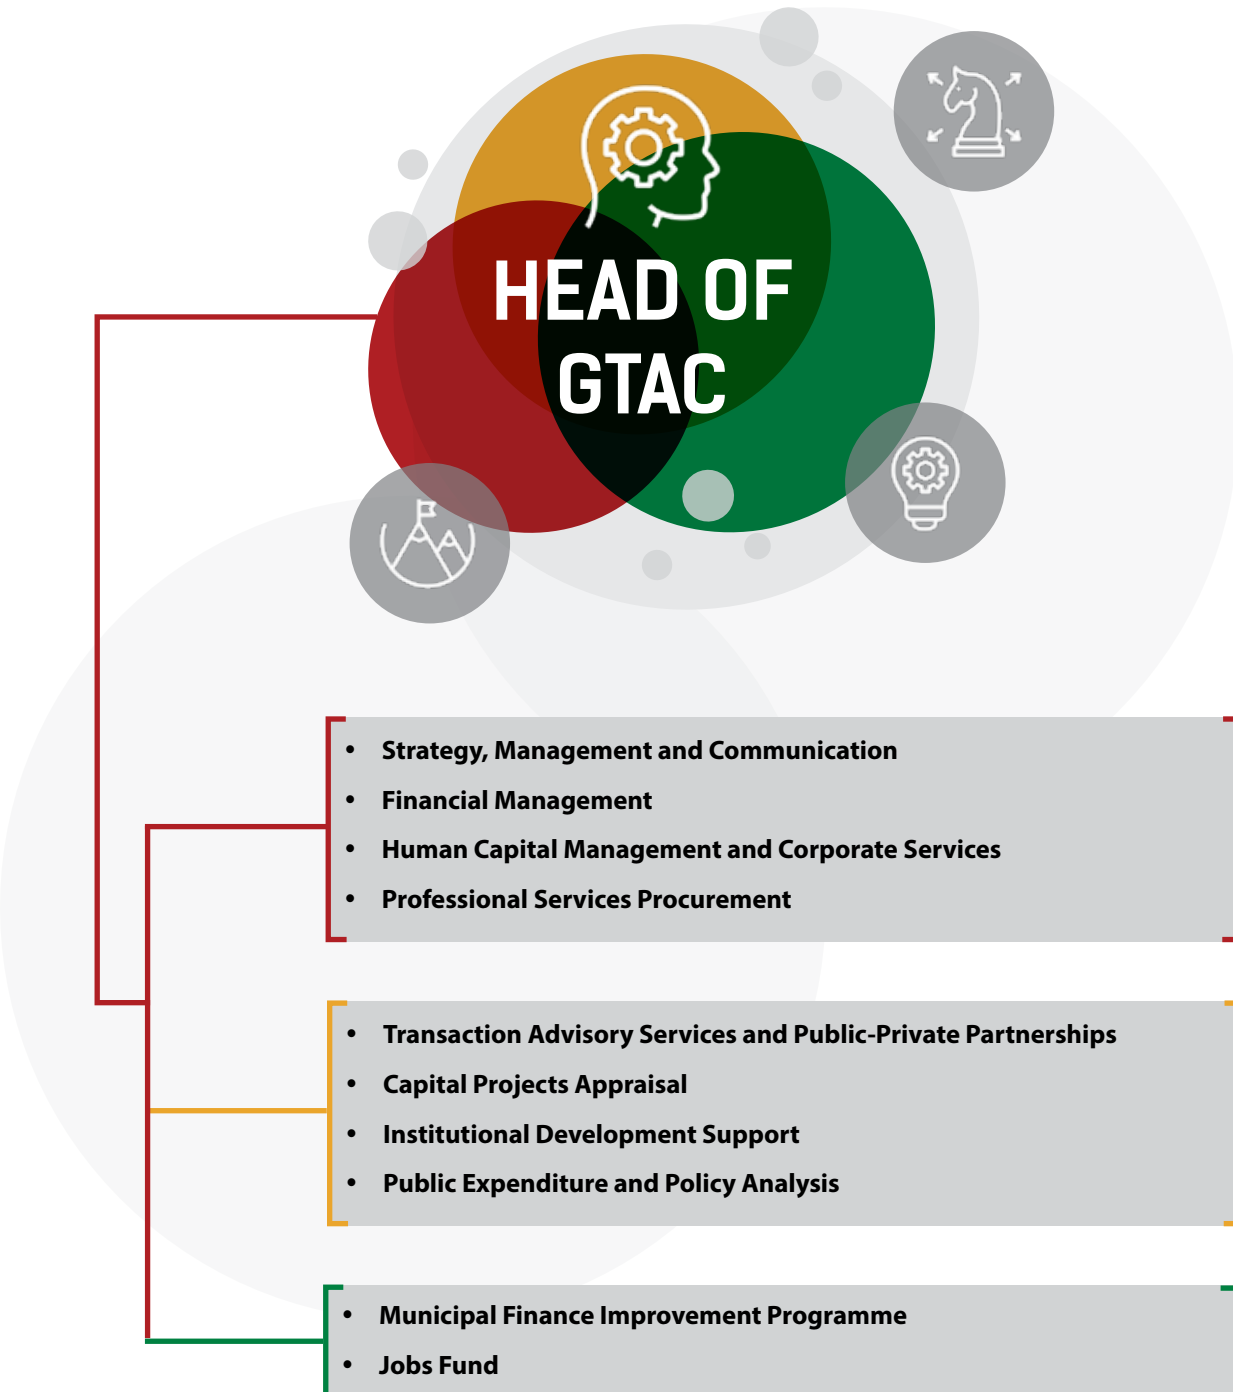 HEAD OF
GTAC
• Strategy, Management and Communication
• Financial Management
• Human Capital Management and Corporate Services
• Professional Services Procurement
• Transaction Advisory Services and Public-Private Partnerships
• Capital Projects Appraisal
• Institutional Development Support
• Public Expenditure and Policy Analysis
• Municipal Finance Improvement Programme
• Jobs Fund